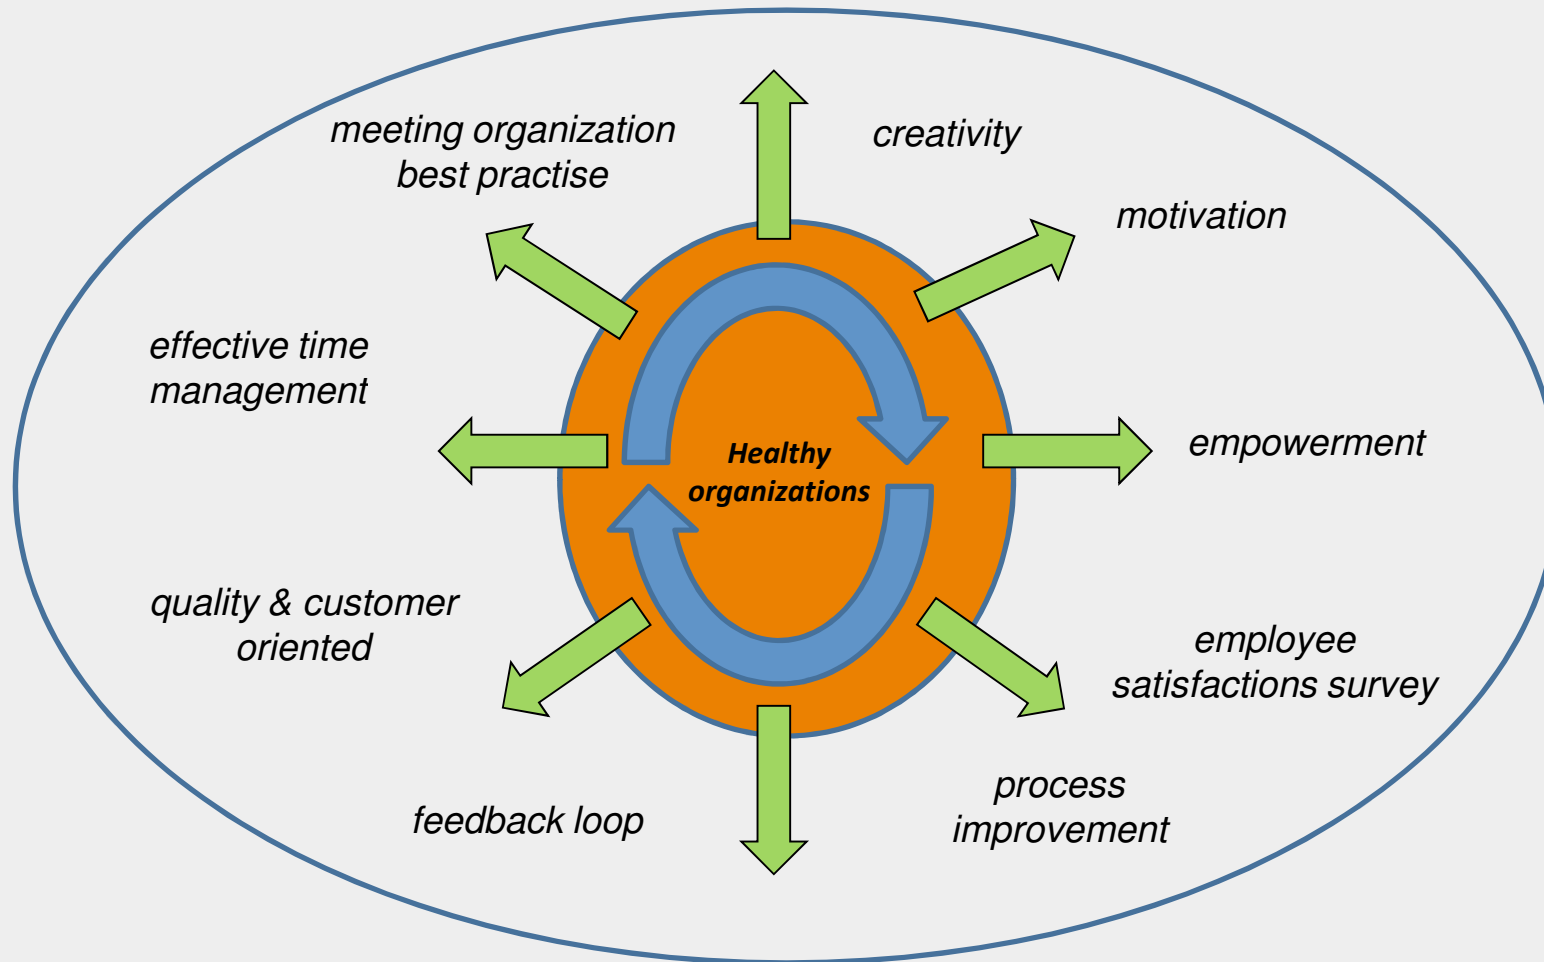 meeting organization
best practise
creativity
motivation
effective time
management
Healthy
organizations
empowerment
quality & customer
oriented
employee
satisfactions survey
feedback loop
process
improvement